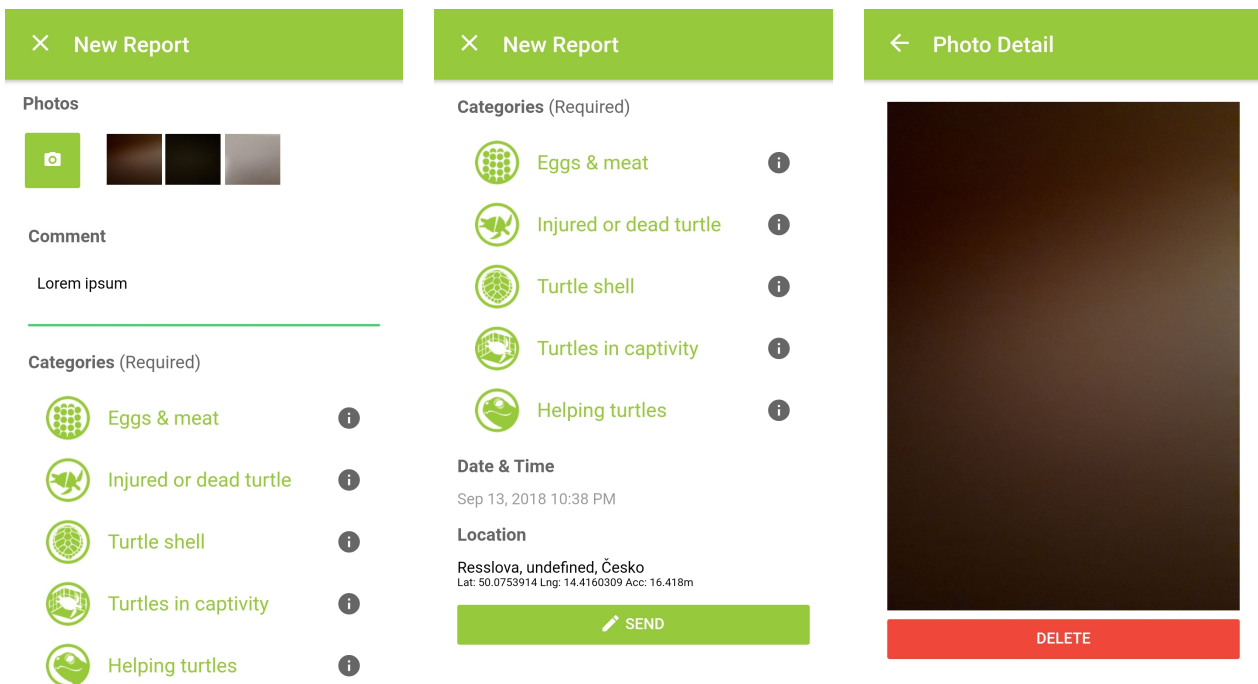 New Report
Photos
Comment
Lorem ipsum
Categories (Required)
Eggs & meat
Injured or dead turtle
Turtle shell
Turtles in captivity
Helping turtles
New Report
Categories (Required)
Eggs & meat
Injured or dead turtle
Turtle shell
Turtles in captivity
Helping turtles
Date & Time
Sep 13, 2018 10:38 PM
Location
Resslova, undefined, Česko
Lat: 50.0753914 Lng: 14.4160309 Acc: 16.418m
SEND
Photo Detail
DELETE